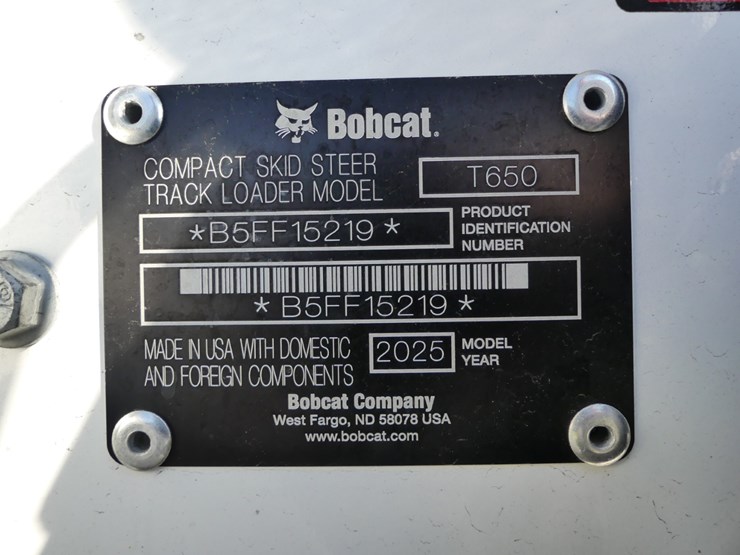 Bobcat.
COMPACT SKID STEER
TRACK LOADER MODEL
T650
*B5FF15219*
PRODUCT
IDENTIFICATION
NUMBER
*B5FF15219*
MADE IN USA WITH DOMESTIC
AND FOREIGN COMPONENTS
2025
MODEL
YEAR
Bobcat Company
West Fargo, ND 58078 USA
www.bobcat.com